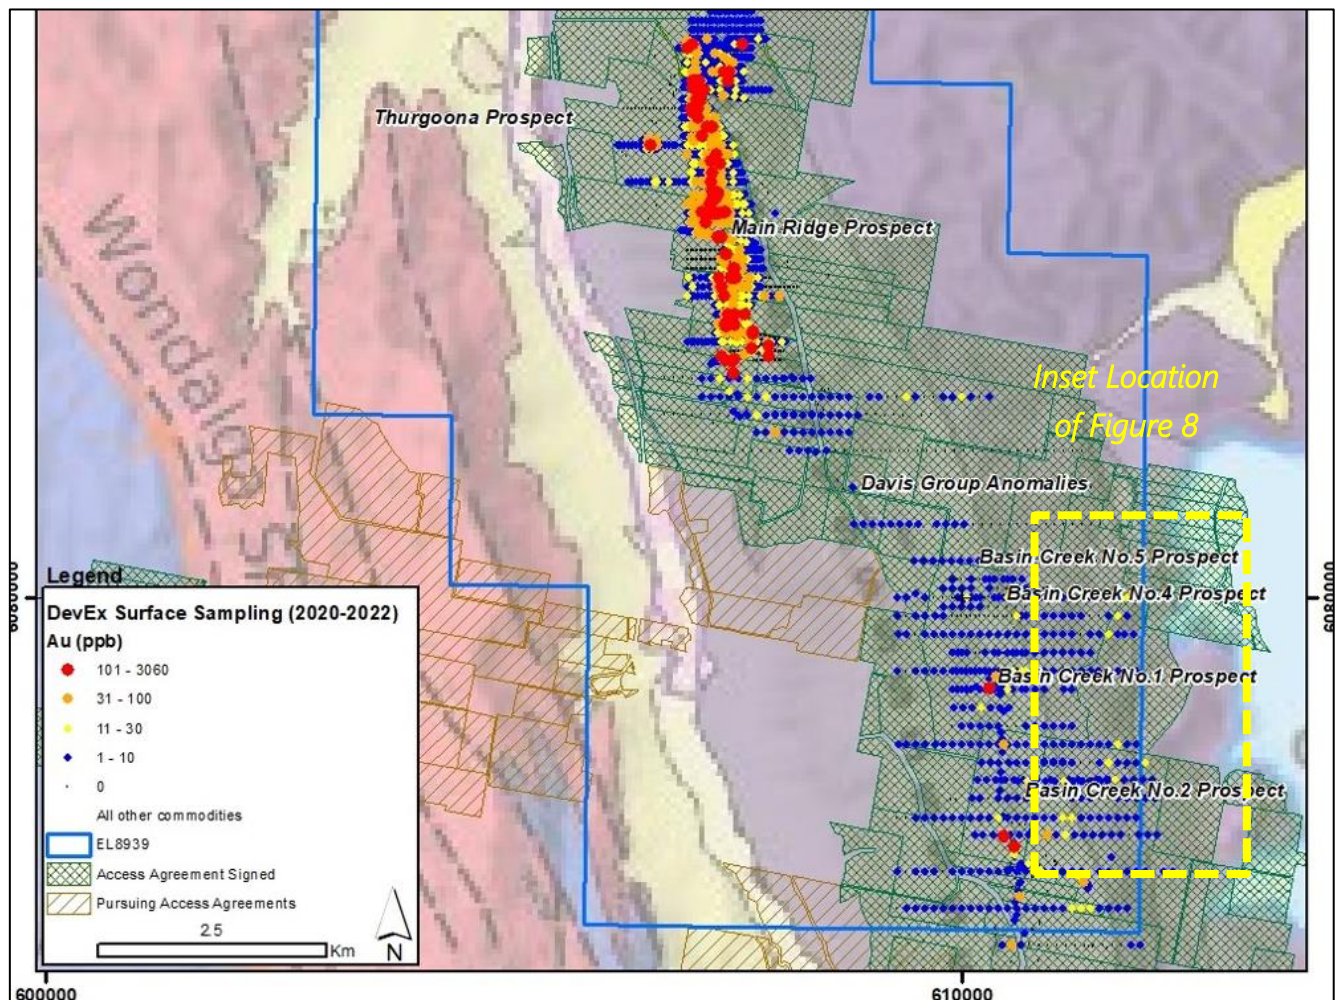 Thurgoona Prospect
Main Ridge Prospect
Inset Location
of Figure 8
Davis Group Anomalies
Basin Creek No.5 Prospect
Basin Creek No.4 Prospect
Basin Creek No.1 Prospect
Basin Creek No.2 Prospect
Legend
DevEx Surface Sampling (2020-2022)
Au (ppb)
101 - 3060
31 - 100
11 - 30
1 - 10
0
All other commodities
EL8939
Access Agreement Signed
Pursuing Access Agreements
2.5
Km
N
600000
610000
6080000